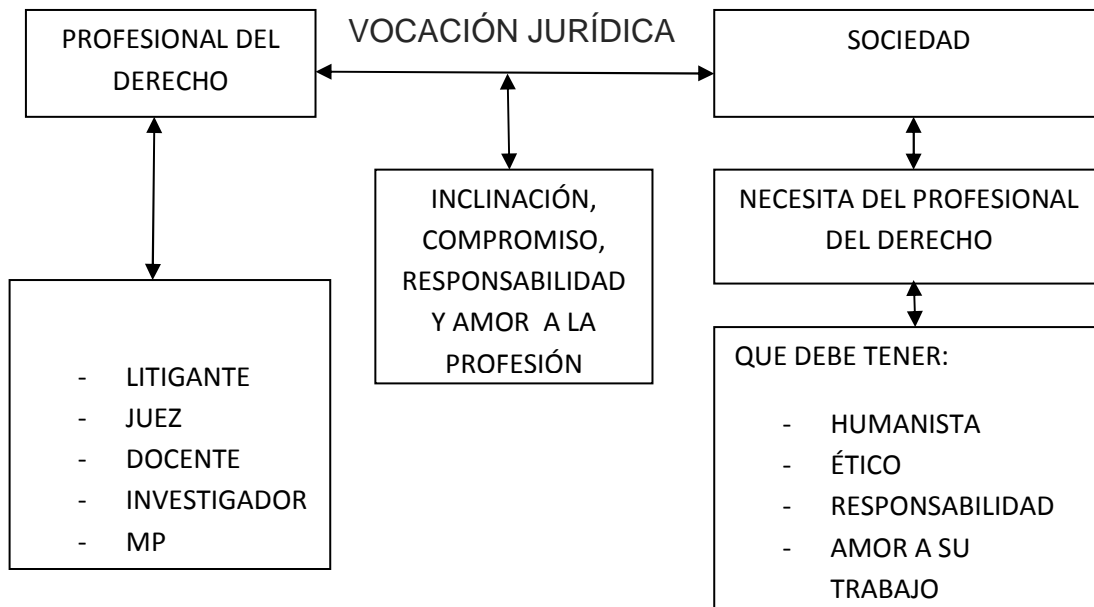 VOCACIÓN JURÍDICA
PROFESIONAL DEL
DERECHO
SOCIEDAD
INCLINACIÓN,
COMPROMISO,
RESPONSABILIDAD
Y AMOR A LA
PROFESIÓN
NECESITA DEL PROFESIONAL
DEL DERECHO
- LITIGANTE
- JUEZ
- DOCENTE
- INVESTIGADOR
- MP
QUE DEBE TENER:
- HUMANISTA
- ÉTICO
- RESPONSABILIDAD
- AMOR A SU
TRABAJO